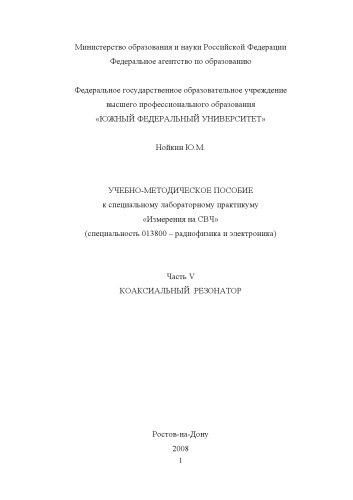 Министерство образования и науки Российской Федерации
Федеральное агентство по образованию
Федеральное государственное образовательное учреждение
высшего профессионального образования
«ЮЖНЫЙ ФЕДЕРАЛЬНЫЙ УНИВЕРСИТЕТ»
Нойкин Ю.М.
УЧЕБНО-МЕТОДИЧЕСКОЕ ПОСОБИЕ
к специальному лабораторному практикуму
«Измерения на СВЧ»
(специальность 013800 – радиофизика и электроника)
Часть V
КОАКСИАЛЬНЫЙ РЕЗОНАТОР
Ростов-на-Дону
2008
1